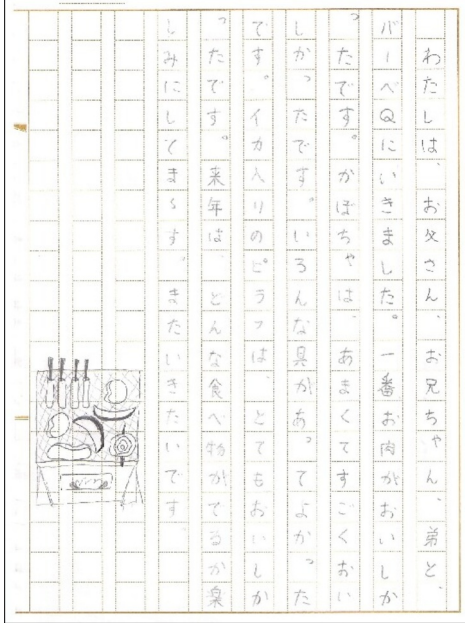 わたしは、お父さん、お兄ちゃん、弟と、
バーベQにいきました。一番お肉がおいしか
ったです。かぼちゃは、あまくてすごくおい
しかったです。いろんな具があってよかった
です。イカ入りのピラフは、とてもおいしか
ったです。来年は、どんな食べ物がでるか楽
しみにしてます。またいきたいです。